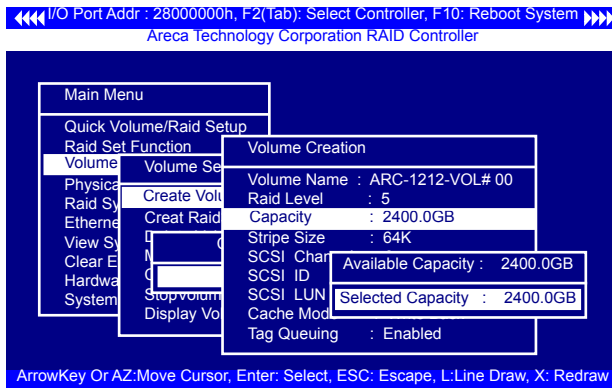 I/O Port Addr : 28000000h, F2(Tab): Select Controller, F10: Reboot System
Areca Technology Corporation RAID Controller
Main Menu
Quick Volume/Raid Setup
Raid Set Function
Volume
Physica
Raid Sy
Etherne
View Sy
Clear E
Hardwa
System
Volume Se
Create Volu
Creat Raid
StopVolum
Display Vo
Volume Creation
Volume Name : ARC-1212-VOL# 00
Raid Level : 5
Capacity : 2400.0GB
Stripe Size : 64K
SCSI Chan
SCSI ID
SCSI LUN
Cache Mod
Tag Queuing : Enabled
Available Capacity : 2400.0GB
Selected Capacity : 2400.0GB
ArrowKey Or AZ:Move Cursor, Enter: Select, ESC: Escape, L:Line Draw, X: Redraw